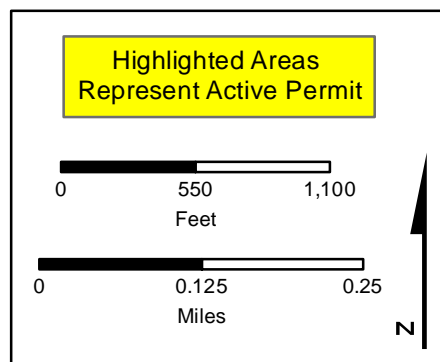 Highlighted Areas
Represent Active Permit
0 550 1,100
Feet
0 0.125 0.25
Miles
N